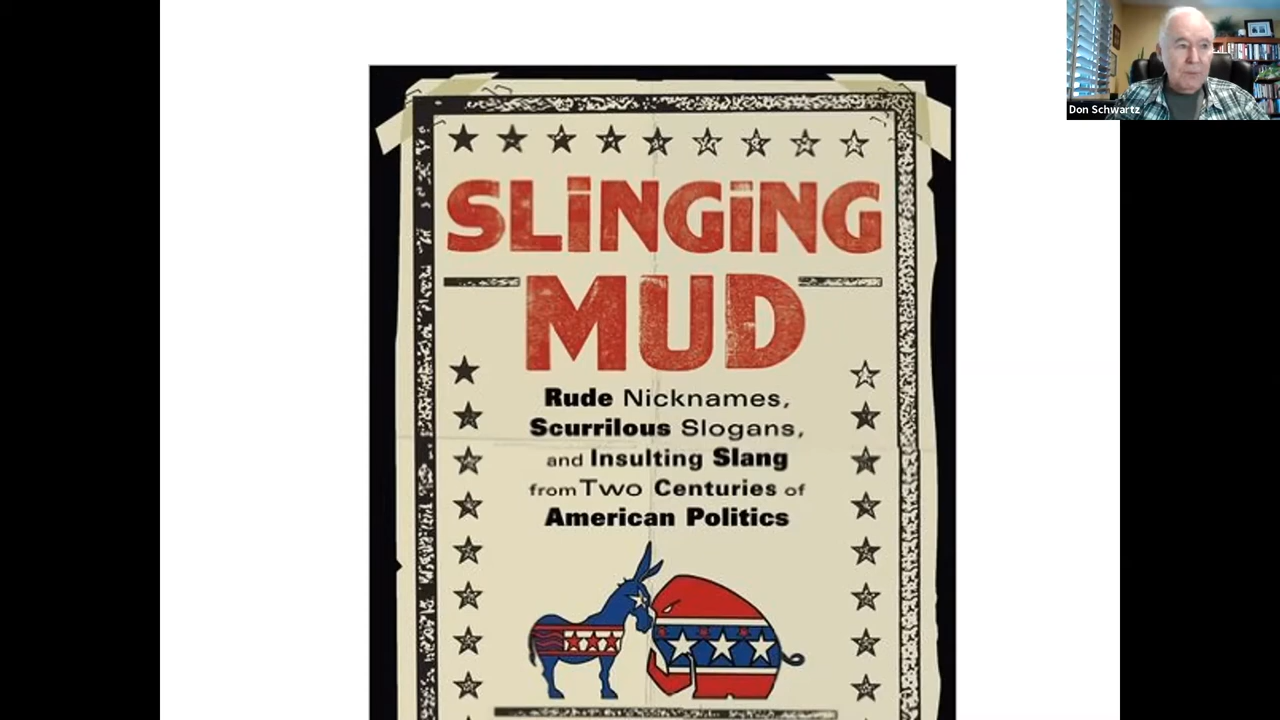 Don Schwartz
SLiNGiNG
MUD
Rude Nicknames,
Scurrilous Slogans,
and Insulting Slang
from Two Centuries of
American Politics